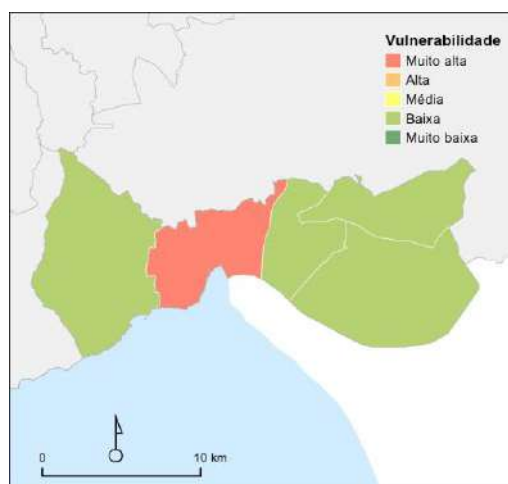 Vulnerabilidade
Muito alta
Alta
Média
Baixa
Muito baixa
0 10 km